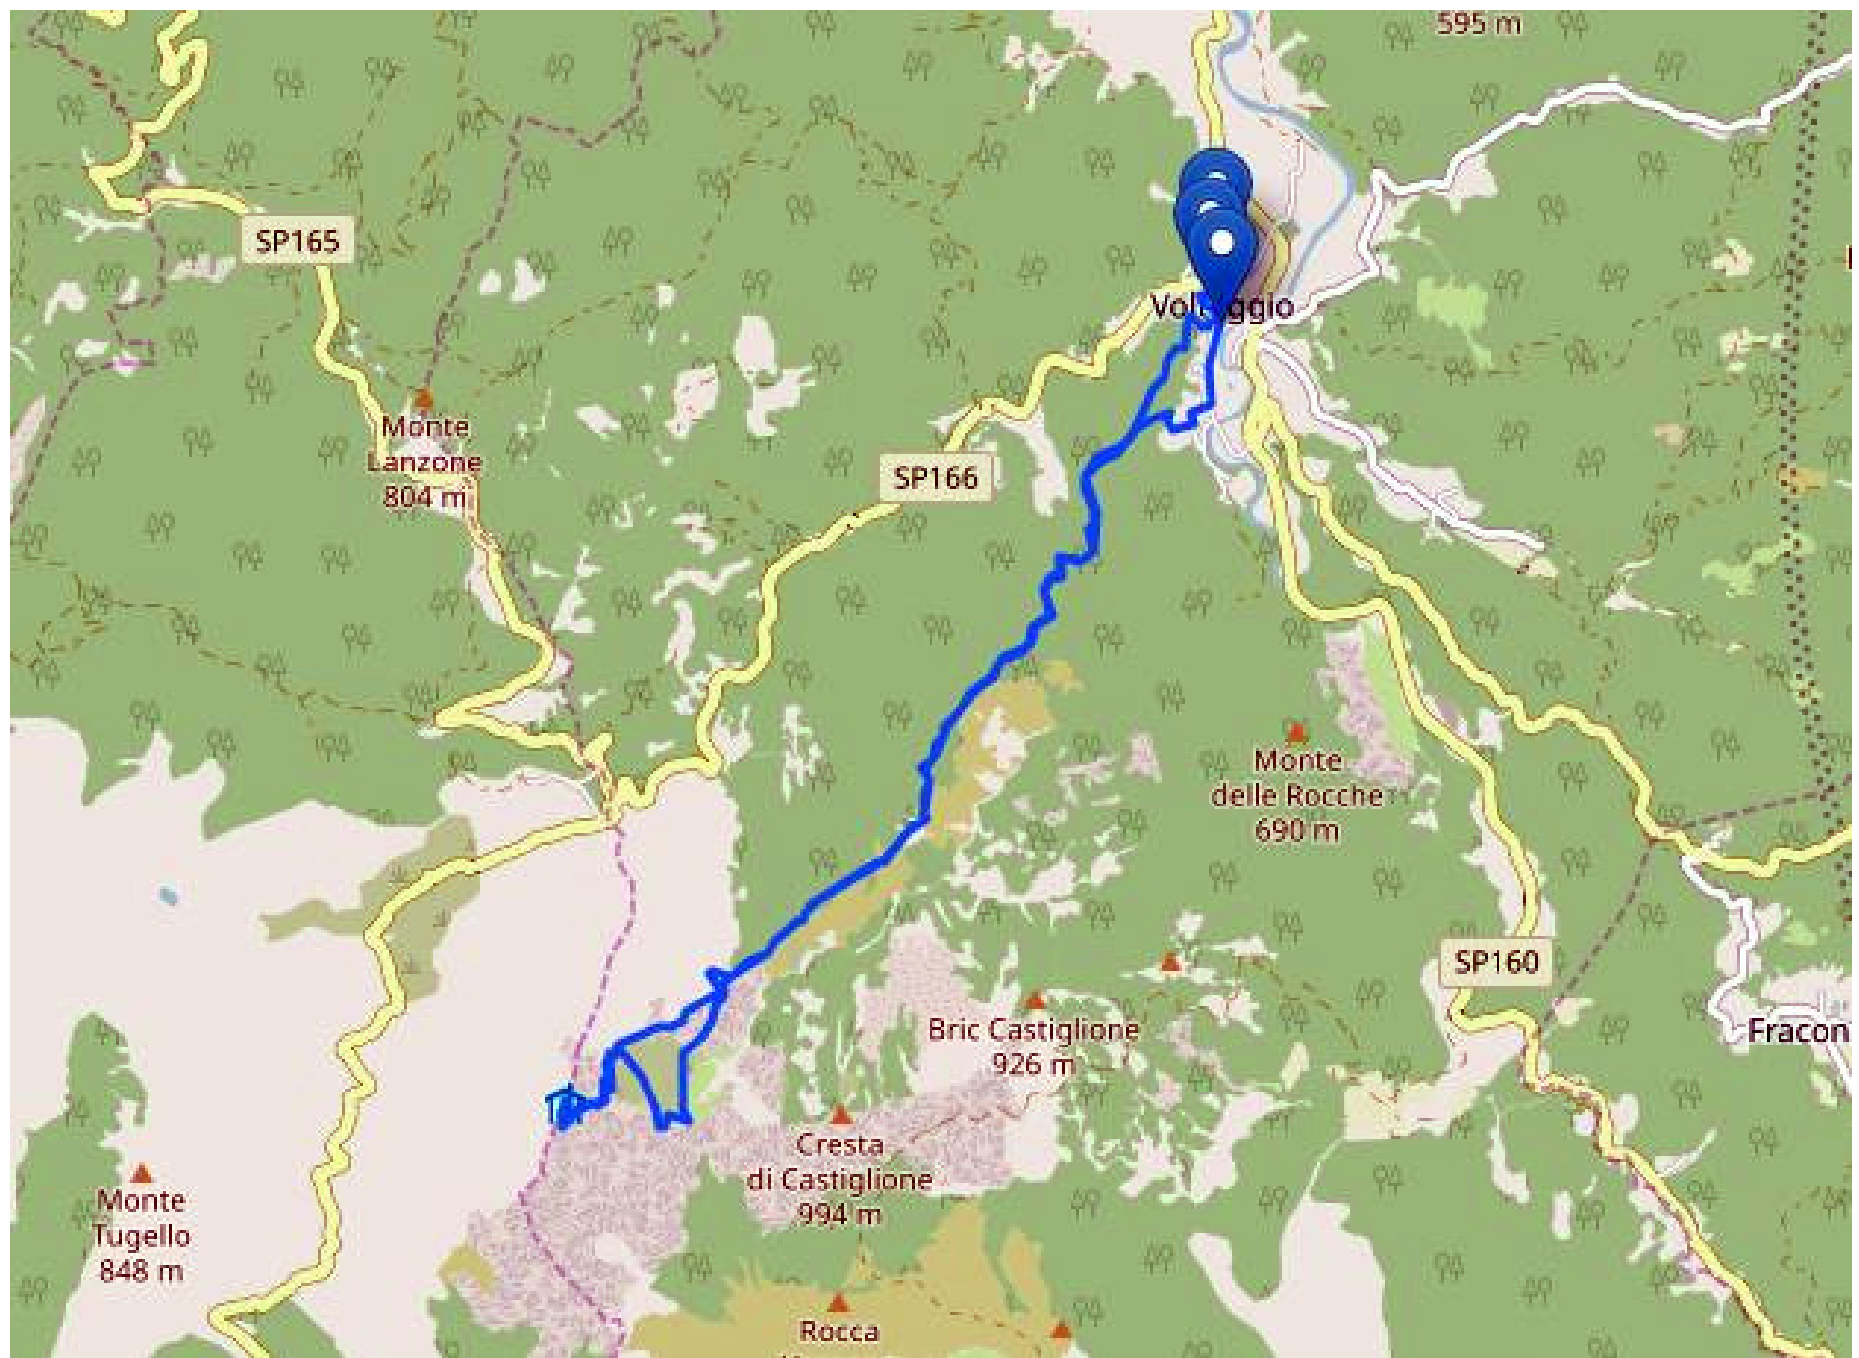 595 m
SP165
Monte
Lanzone
804 m
SP166
Monte
delle Rocche
690 m
SP160
Bric Castiglione
926 m
Fracon
Cresta
di Castiglione
994 m
Monte
Tugello
848 m
Rocca